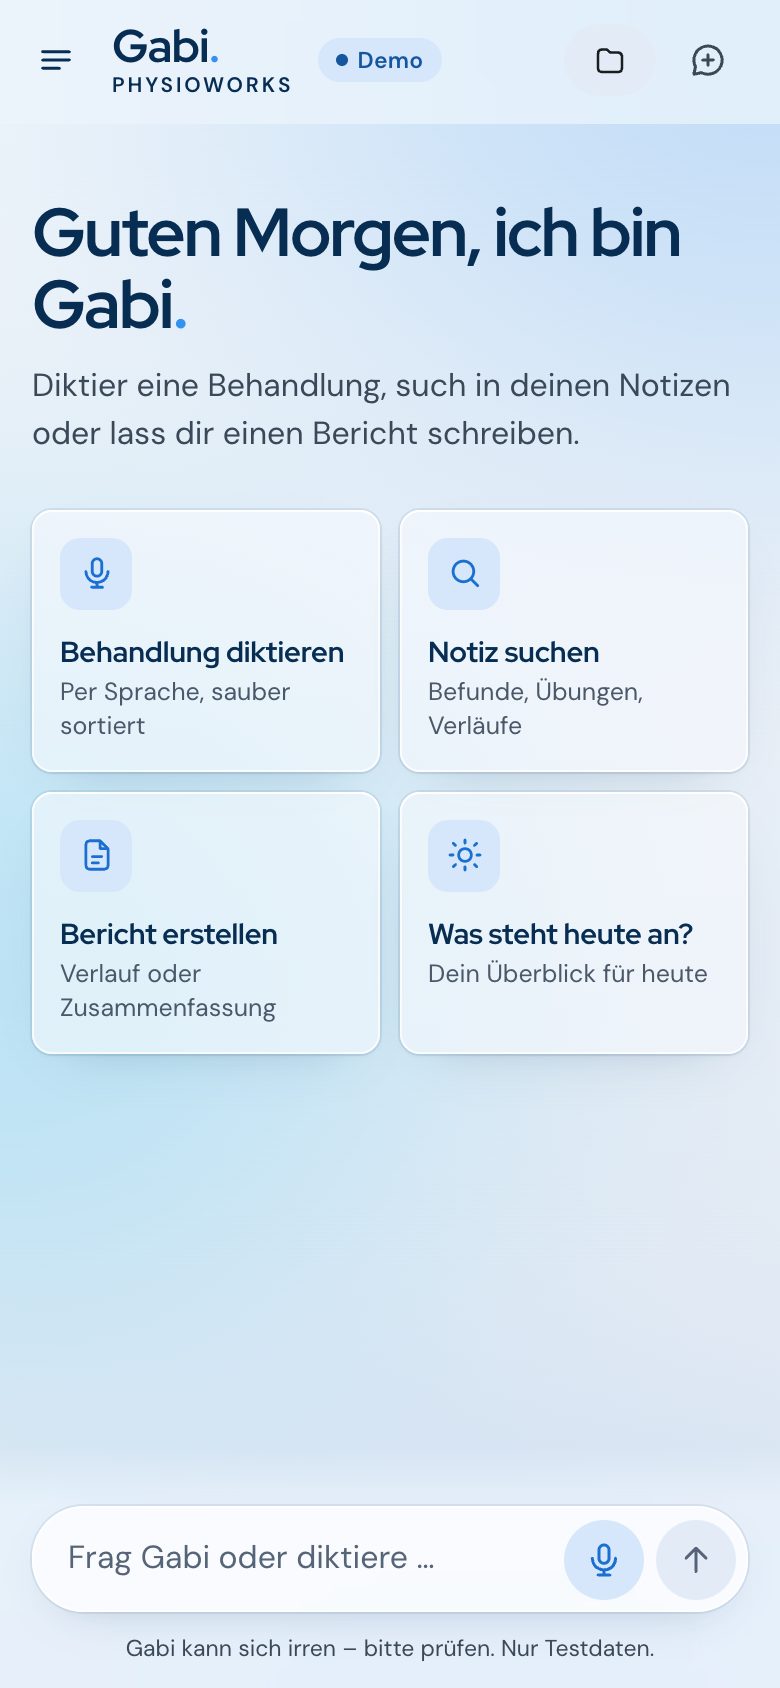 Gabi.
PHYSIOWORKS
Demo
Guten Morgen, ich bin
Gabi.
Diktier eine Behandlung, such in deinen Notizen
oder lass dir einen Bericht schreiben.
Behandlung diktieren
Per Sprache, sauber
sortiert
Notiz suchen
Befunde, Übungen,
Verläufe
Bericht erstellen
Verlauf oder
Zusammenfassung
Was steht heute an?
Dein Überblick für heute
Frag Gabi oder diktiere ...
Gabi kann sich irren – bitte prüfen. Nur Testdaten.